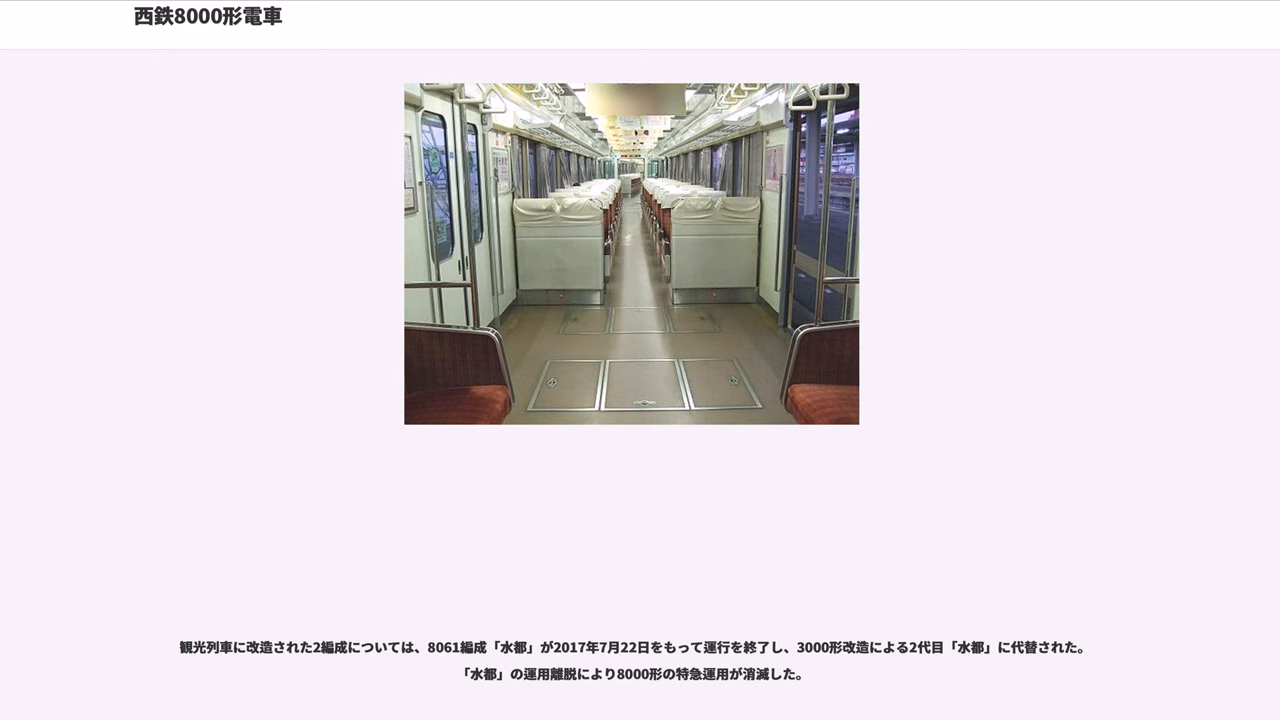 西鉄8000形電車
観光列車に改造された2編成については、8061編成「水都」が2017年7月22日をもって運行を終了し、3000形改造による2代目「水都」に代替された。
「水都」の運用離脱により8000形の特急運用が消滅した。